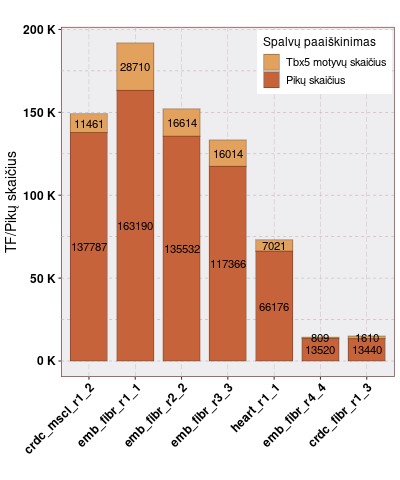 200 K
150 K
100 K
50 K
0 K
TF/Pikų skaičius
Spalvų paaiškinimas
Tbx5 motyvų skaičius
Pikų skaičius
11461
28710
16614
16014
7021
809
1610
137787
163190
135532
117366
66176
13520
13440
crdc_mscl_r1_2
emb_fibr_r1_1
emb_fibr_r2_2
emb_fibr_r3_3
heart_r1_1
emb_fibr_r4_4
crdc_fibr_r1_3